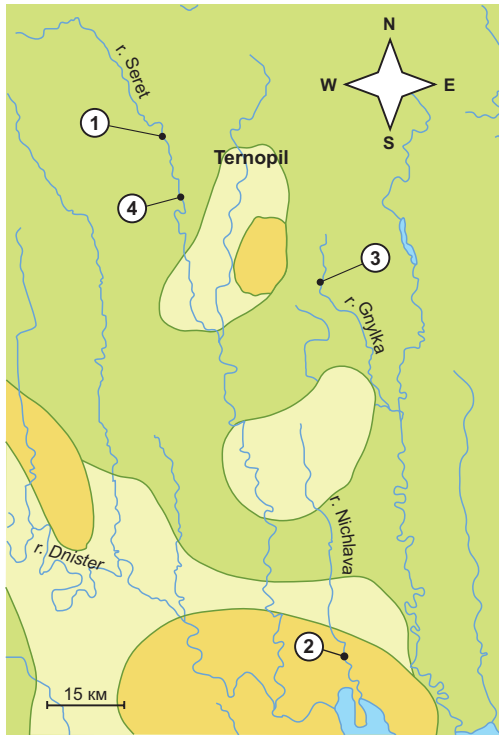 N
W E
S
r. Seret
1
Ternopil
4
3
r. Gnylka
r. Nichlava
r. Dnister
2
15 км